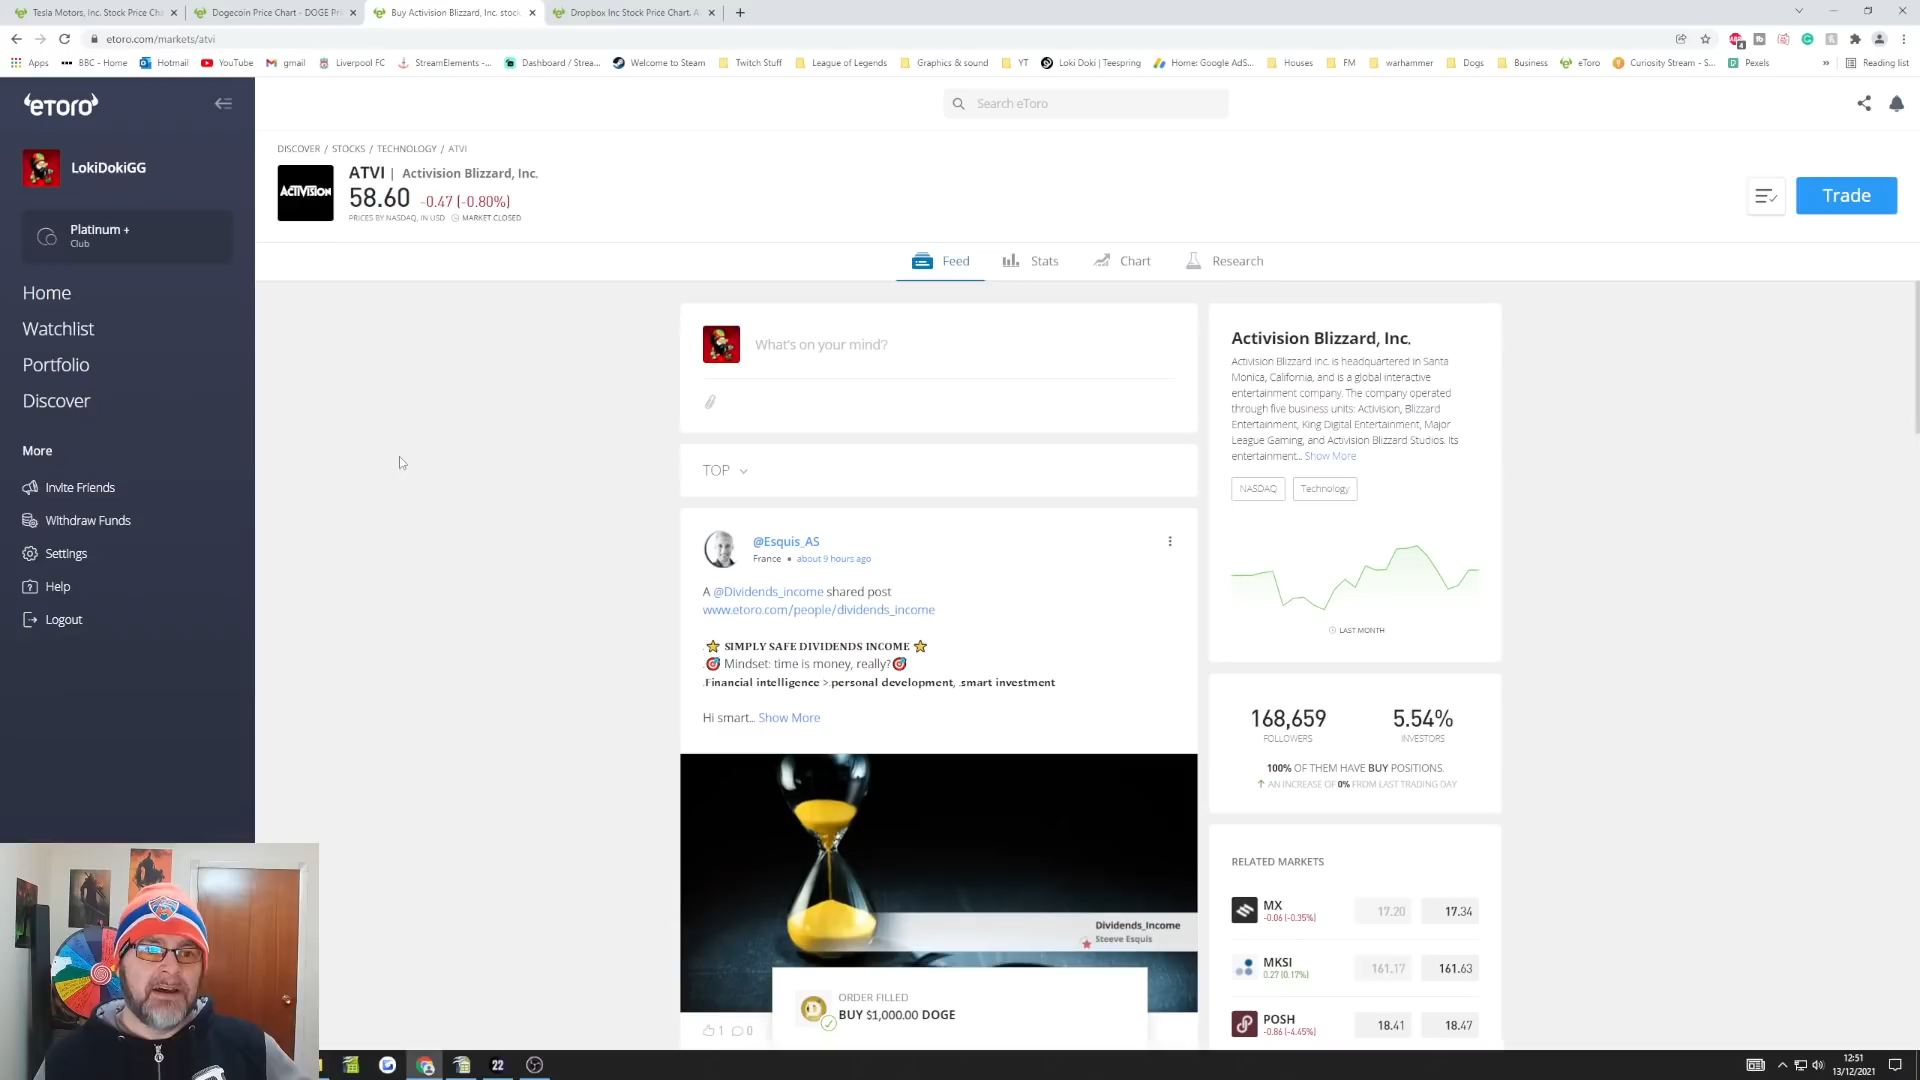 Tesla Motors, Inc. Stock Price Cha
Dogecoin Price Chart - DOGE Pri
Buy Activision Blizzard, Inc. stock
Dropbox Inc Stock Price Chart, A
etoro.com/markets/atvi
Apps
BBC - Home
Hotmail
YouTube
gmail
Liverpool FC
StreamElements -...
Dashboard / Strea...
Welcome to Steam
Twitch Stuff
League of Legends
Graphics & sound
YT
Loki Doki | Teespring
Home: Google AdS...
Houses
FM
warhammer
Dogs
Business
eToro
Curiosity Stream - S...
Pexels
Reading list
eToro
Search eToro
LokiDokiGG
Platinum +
Club
Home
Watchlist
Portfolio
Discover
More
Invite Friends
Withdraw Funds
Settings
Help
Logout
DISCOVER / STOCKS / TECHNOLOGY / ATVI
ACTIVISION
ATVI | Activision Blizzard, Inc.
58.60 -0.47 (-0.80%)
PRICES BY NASDAQ, IN USD MARKET CLOSED
Trade
Feed
Stats
Chart
Research
What's on your mind?
TOP
@Esquis_AS
France • about 9 hours ago
A @Dividends_income shared post
www.etoro.com/people/dividends_income
SIMPLY SAFE DIVIDENDS INCOME
Mindset: time is money, really?
.Financial intelligence >.personal development, .smart investment
Hi smart... Show More
Dividends_Income
Steeve Esquis
ORDER FILLED
BUY $1,000.00 DOGE
1 0
Activision Blizzard, Inc.
Activision Blizzard Inc. is headquartered in Santa
Monica, California, and is a global interactive
entertainment company. The company operated
through five business units: Activision, Blizzard
Entertainment, King Digital Entertainment, Major
League Gaming, and Activision Blizzard Studios. Its
entertainment... Show More
NASDAQ
Technology
LAST MONTH
168,659
FOLLOWERS
5.54%
INVESTORS
100% OF THEM HAVE BUY POSITIONS.
AN INCREASE OF 0% FROM LAST TRADING DAY
RELATED MARKETS
MX
-0.06 (-0.35%)
17.20
17.34
MKSI
0.27 (0.17%)
161.17
161.63
POSH
-0.86 (-4.45%)
18.41
18.47
22
12:51
13/12/2021